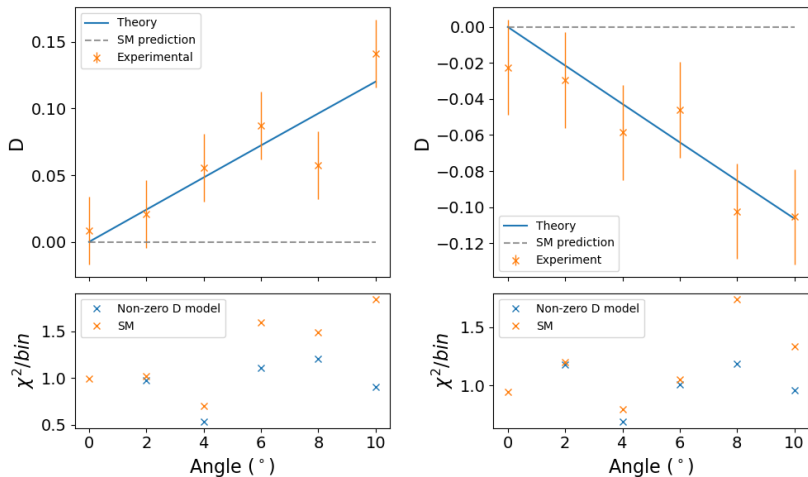 0.15
0.10
0.05
0.00
D
Theory
SM prediction
Experimental
1.5
1.0
0.5
χ²/bin
Non-zero D model
SM
0 2 4 6 8 10
Angle (°)
−0.00
−0.02
−0.04
−0.06
−0.08
−0.10
−0.12
D
Theory
SM prediction
Experiment
1.5
1.0
χ²/bin
Non-zero D model
SM
0 2 4 6 8 10
Angle (°)